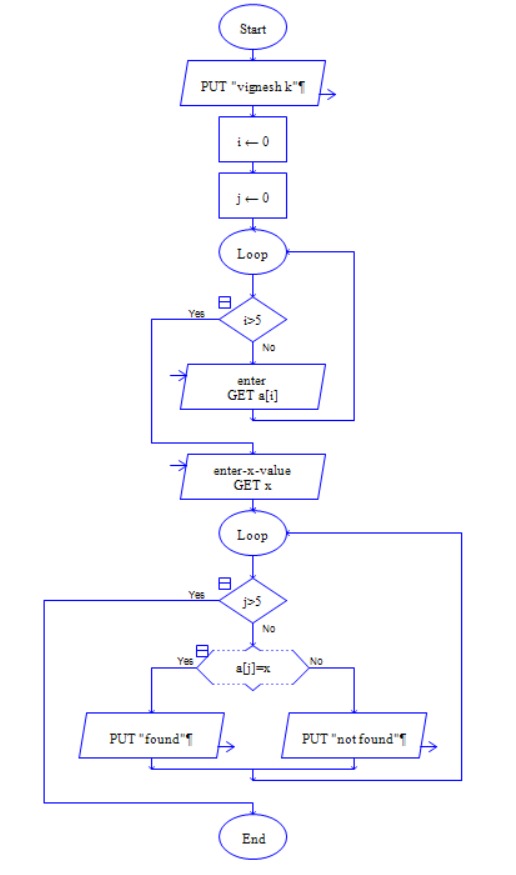 Start
PUT "vignesh k"¶
i ← 0
j ← 0
Loop
Yes
i>5
No
enter
GET a[i]
enter-x-value
GET x
Loop
Yes
j>5
No
Yes
a[j]=x
No
PUT "found"¶
PUT "not found"¶
End